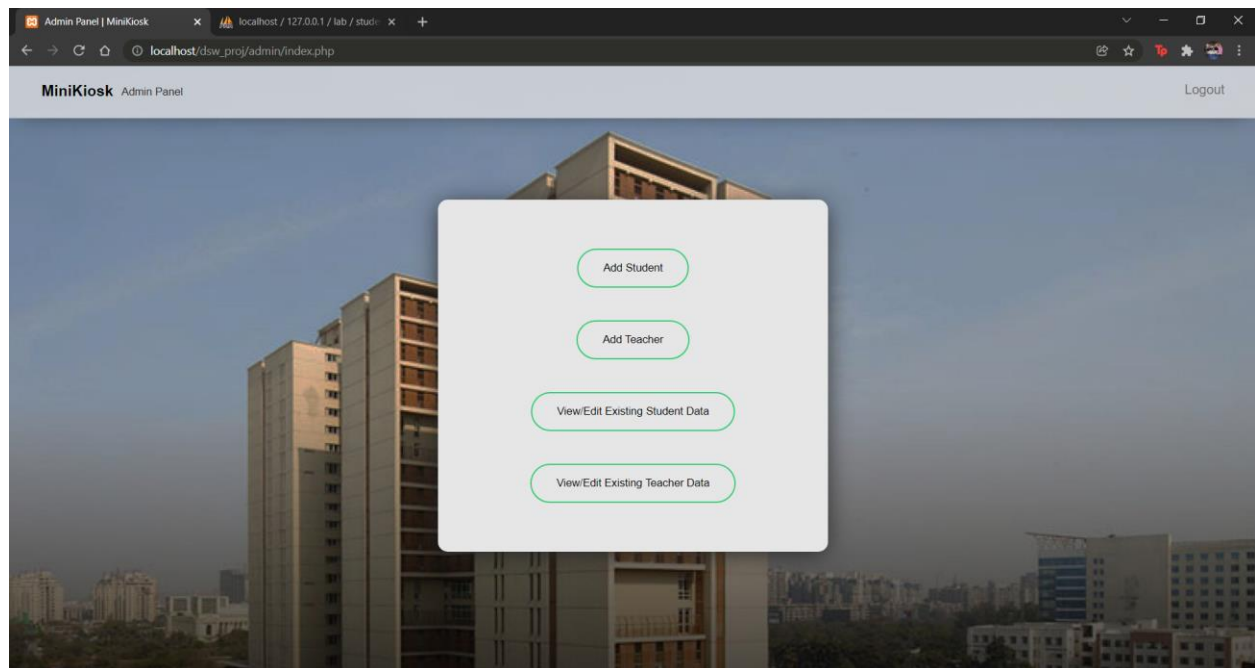 Admin Panel | MiniKiosk
localhost / 127.0.0.1 / lab / stude
localhost/dsw_proj/admin/index.php
Tp
MiniKiosk Admin Panel
Logout
Add Student
Add Teacher
View/Edit Existing Student Data
View/Edit Existing Teacher Data